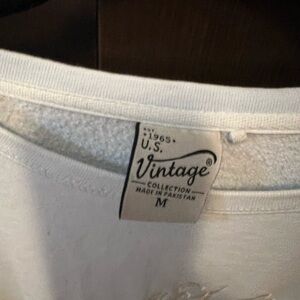 EST
•1965•
U.S.
Vintage®
COLLECTION
MADE IN PAKISTAN
M